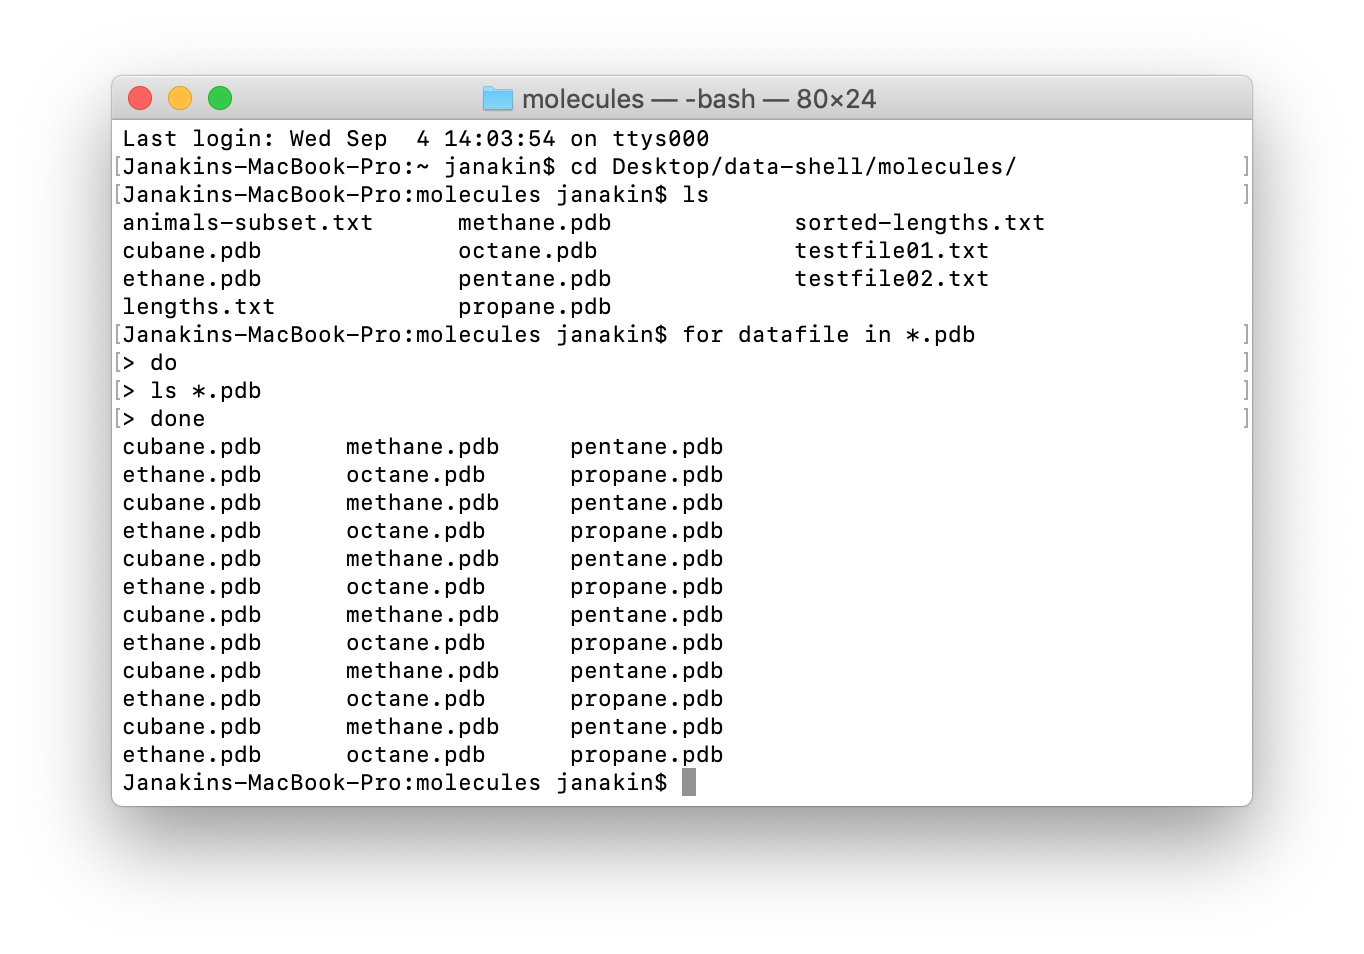 molecules — -bash — 80×24
Last login: Wed Sep  4 14:03:54 on ttys000
[Janakins-MacBook-Pro:~ janakin$ cd Desktop/data-shell/molecules/ ]
[Janakins-MacBook-Pro:molecules janakin$ ls ]
animals-subset.txt      methane.pdb             sorted-lengths.txt
cubane.pdb              octane.pdb              testfile01.txt
ethane.pdb              pentane.pdb             testfile02.txt
lengths.txt             propane.pdb
[Janakins-MacBook-Pro:molecules janakin$ for datafile in *.pdb ]
[> do ]
[> ls *.pdb ]
[> done ]
cubane.pdb      methane.pdb     pentane.pdb
ethane.pdb      octane.pdb      propane.pdb
cubane.pdb      methane.pdb     pentane.pdb
ethane.pdb      octane.pdb      propane.pdb
cubane.pdb      methane.pdb     pentane.pdb
ethane.pdb      octane.pdb      propane.pdb
cubane.pdb      methane.pdb     pentane.pdb
ethane.pdb      octane.pdb      propane.pdb
cubane.pdb      methane.pdb     pentane.pdb
ethane.pdb      octane.pdb      propane.pdb
cubane.pdb      methane.pdb     pentane.pdb
ethane.pdb      octane.pdb      propane.pdb
Janakins-MacBook-Pro:molecules janakin$